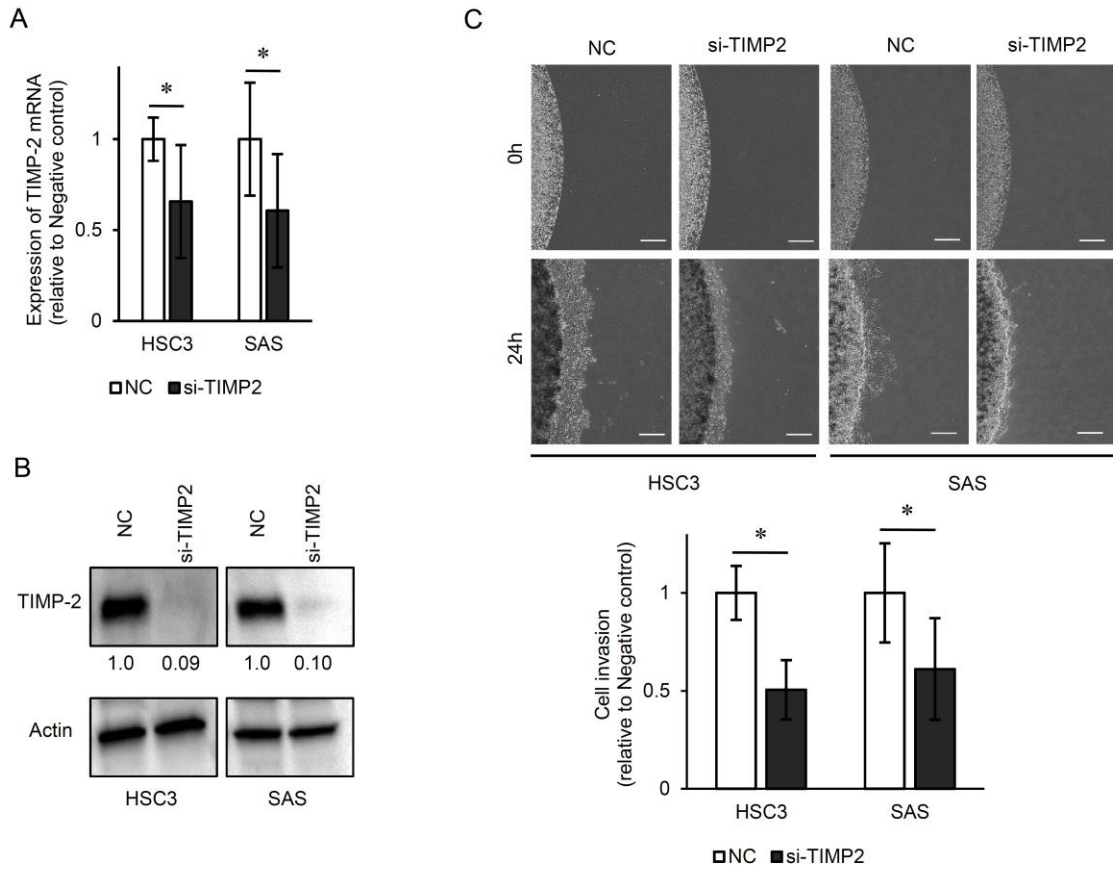 A
Expression of TIMP-2 mRNA
(relative to Negative control)
1
0.5
0
*
*
HSC3
SAS
NC
si-TIMP2
B
NC
si-TIMP2
NC
si-TIMP2
TIMP-2
1.0
0.09
1.0
0.10
Actin
HSC3
SAS
C
NC
si-TIMP2
NC
si-TIMP2
0h
24h
HSC3
SAS
Cell invasion
(relative to Negative control)
1
0.5
0
*
*
HSC3
SAS
NC
si-TIMP2